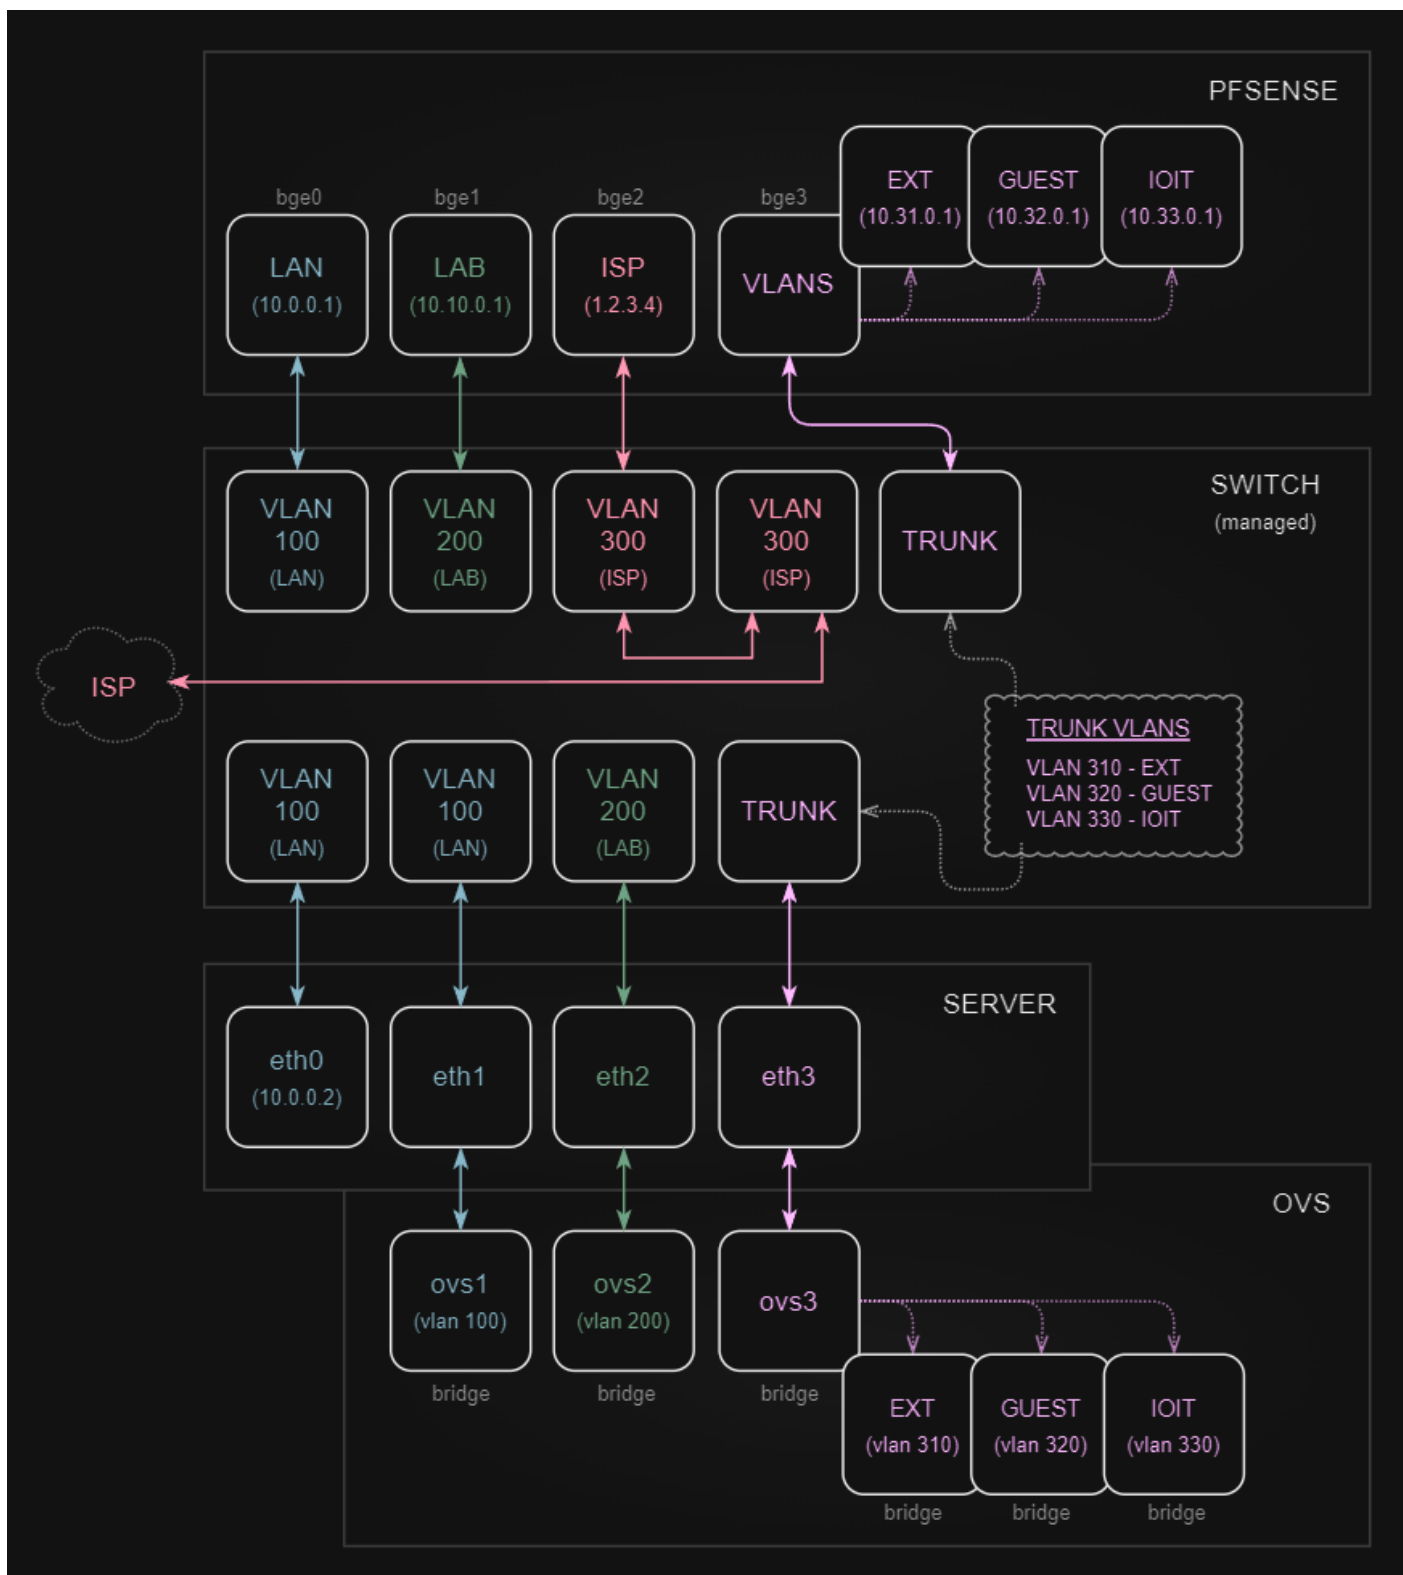 PFSENSE
bge0
bge1
bge2
bge3
EXT
(10.31.0.1)
GUEST
(10.32.0.1)
IOIT
(10.33.0.1)
LAN
(10.0.0.1)
LAB
(10.10.0.1)
ISP
(1.2.3.4)
VLANS
SWITCH
(managed)
VLAN
100
(LAN)
VLAN
200
(LAB)
VLAN
300
(ISP)
VLAN
300
(ISP)
TRUNK
ISP
TRUNK VLANS
VLAN 310 - EXT
VLAN 320 - GUEST
VLAN 330 - IOIT
VLAN
100
(LAN)
VLAN
100
(LAN)
VLAN
200
(LAB)
TRUNK
SERVER
eth0
(10.0.0.2)
eth1
eth2
eth3
OVS
ovs1
(vlan 100)
bridge
ovs2
(vlan 200)
bridge
ovs3
bridge
EXT
(vlan 310)
bridge
GUEST
(vlan 320)
bridge
IOIT
(vlan 330)
bridge